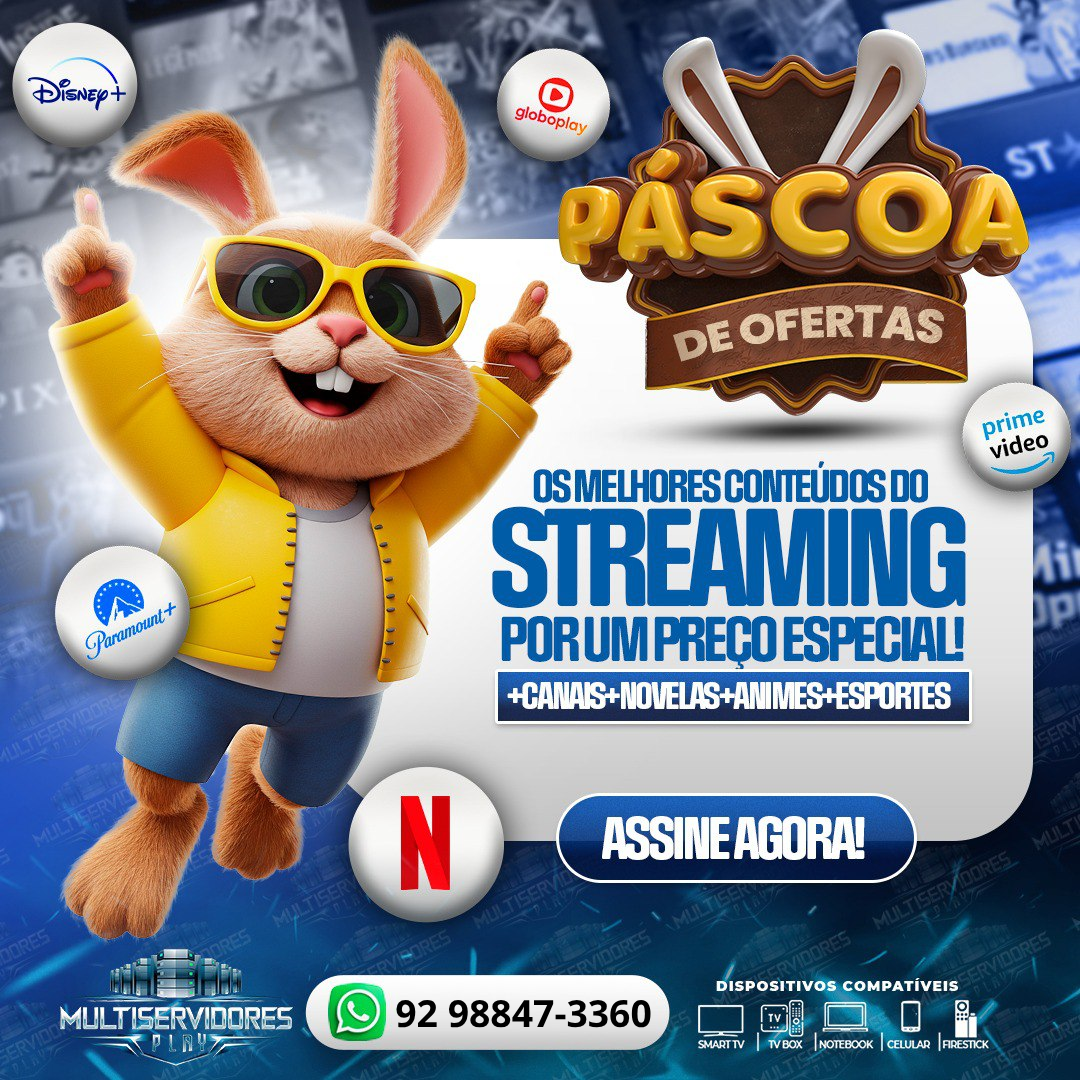 Disney+
globoplay
PÁSCOA
DE OFERTAS
prime video
OS MELHORES CONTEÚDOS DO
STREAMING
POR UM PREÇO ESPECIAL!
+CANAIS+NOVELAS+ANIMES+ESPORTES
Paramount+
N
ASSINE AGORA!
MULTISERVIDORES
PLAY
92 98847-3360
DISPOSITIVOS COMPATÍVEIS
TV
SMART TV | TV BOX | NOTEBOOK | CELULAR | FIRESTICK